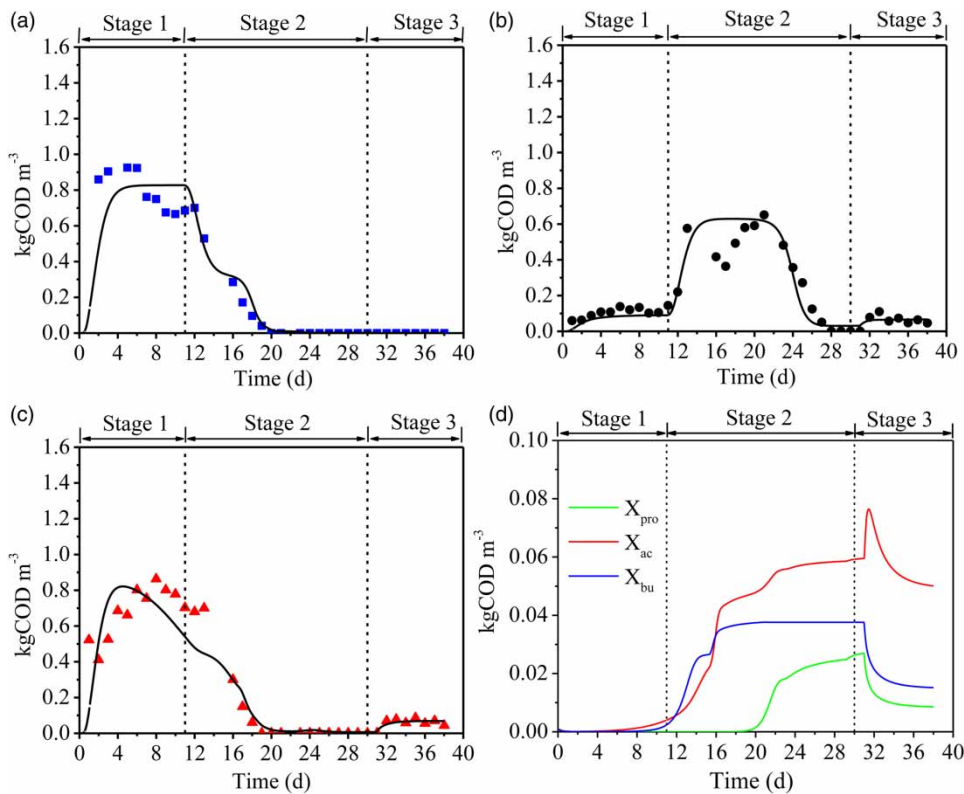 (a)
Stage 1 Stage 2 Stage 3
1.6
1.4
1.2
1.0
0.8
0.6
0.4
0.2
0.0
kgCOD m⁻³
0 4 8 12 16 20 24 28 32 36 40
Time (d)
(b)
Stage 1 Stage 2 Stage 3
1.6
1.4
1.2
1.0
0.8
0.6
0.4
0.2
0.0
kgCOD m⁻³
0 4 8 12 16 20 24 28 32 36 40
Time (d)
(c)
Stage 1 Stage 2 Stage 3
1.6
1.4
1.2
1.0
0.8
0.6
0.4
0.2
0.0
kgCOD m⁻³
0 4 8 12 16 20 24 28 32 36 40
Time (d)
(d)
Stage 1 Stage 2 Stage 3
0.10
0.08
0.06
0.04
0.02
0.00
kgCOD m⁻³
X_pro
X_ac
X_bu
0 4 8 12 16 20 24 28 32 36 40
Time (d)